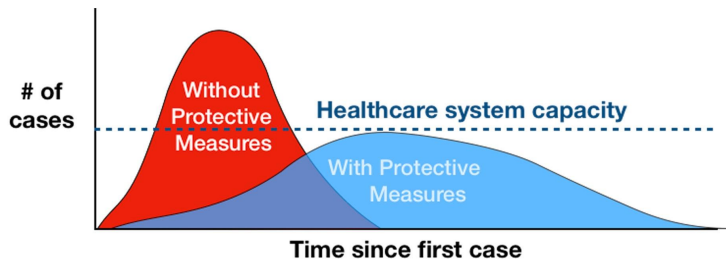 # of
cases
Without
Protective
Measures
Healthcare system capacity
With Protective
Measures
Time since first case